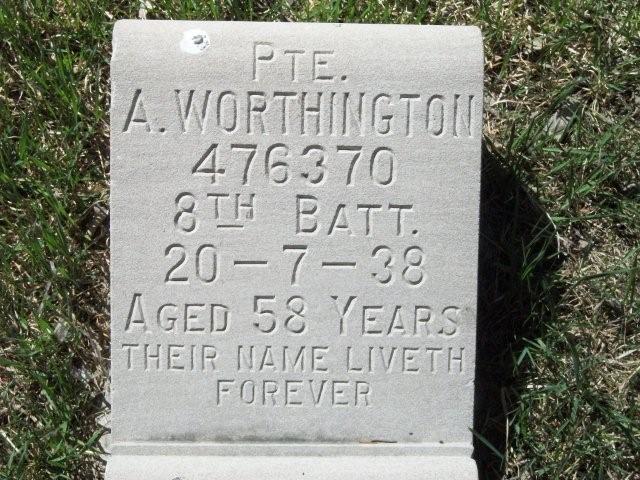 PTE.
A. WORTHINGTON
476370
8TH BATT.
20-7-38
AGED 58 YEARS
THEIR NAME LIVETH
FOREVER